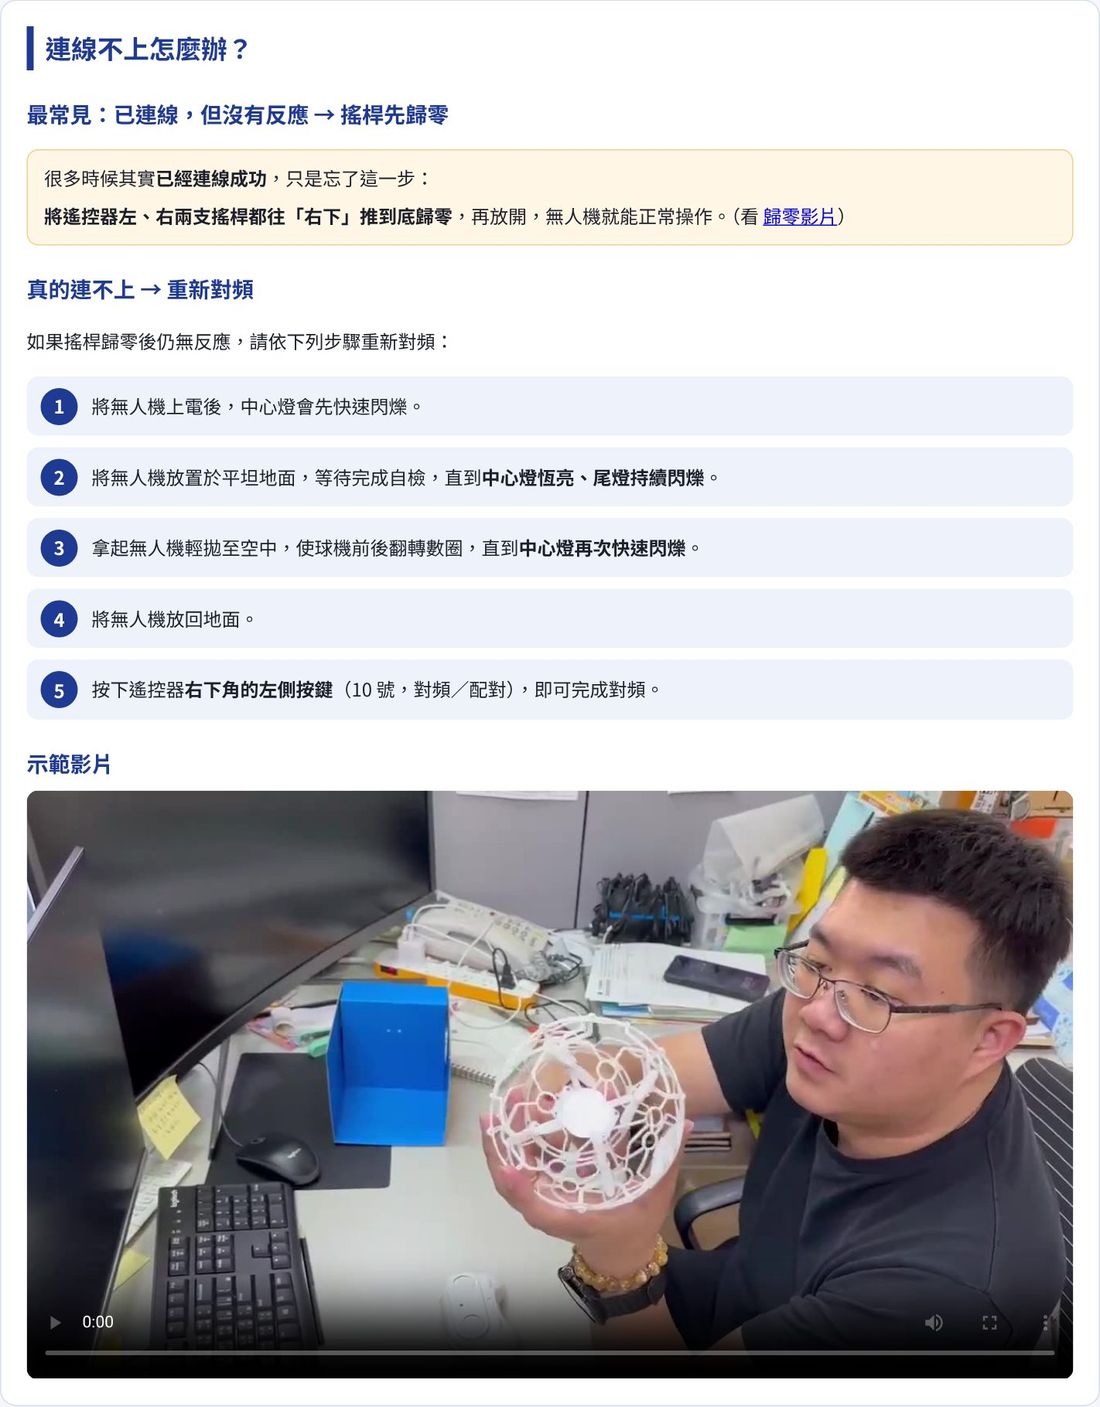 連線不上怎麼辦？
最常見：已連線，但沒有反應 → 搖桿先歸零
很多時候其實已經連線成功，只是忘了這一步：
將遙控器左、右兩支搖桿都往「右下」推到底歸零，再放開，無人機就能正常操作。（看 歸零影片）
真的連不上 → 重新對頻
如果搖桿歸零後仍無反應，請依下列步驟重新對頻：
1 將無人機上電後，中心燈會先快速閃爍。
2 將無人機放置於平坦地面，等待完成自檢，直到中心燈恆亮、尾燈持續閃爍。
3 拿起無人機輕拋至空中，使球機前後翻轉數圈，直到中心燈再次快速閃爍。
4 將無人機放回地面。
5 按下遙控器右下角的左側按鍵（10 號，對頻／配對），即可完成對頻。
示範影片
0:00